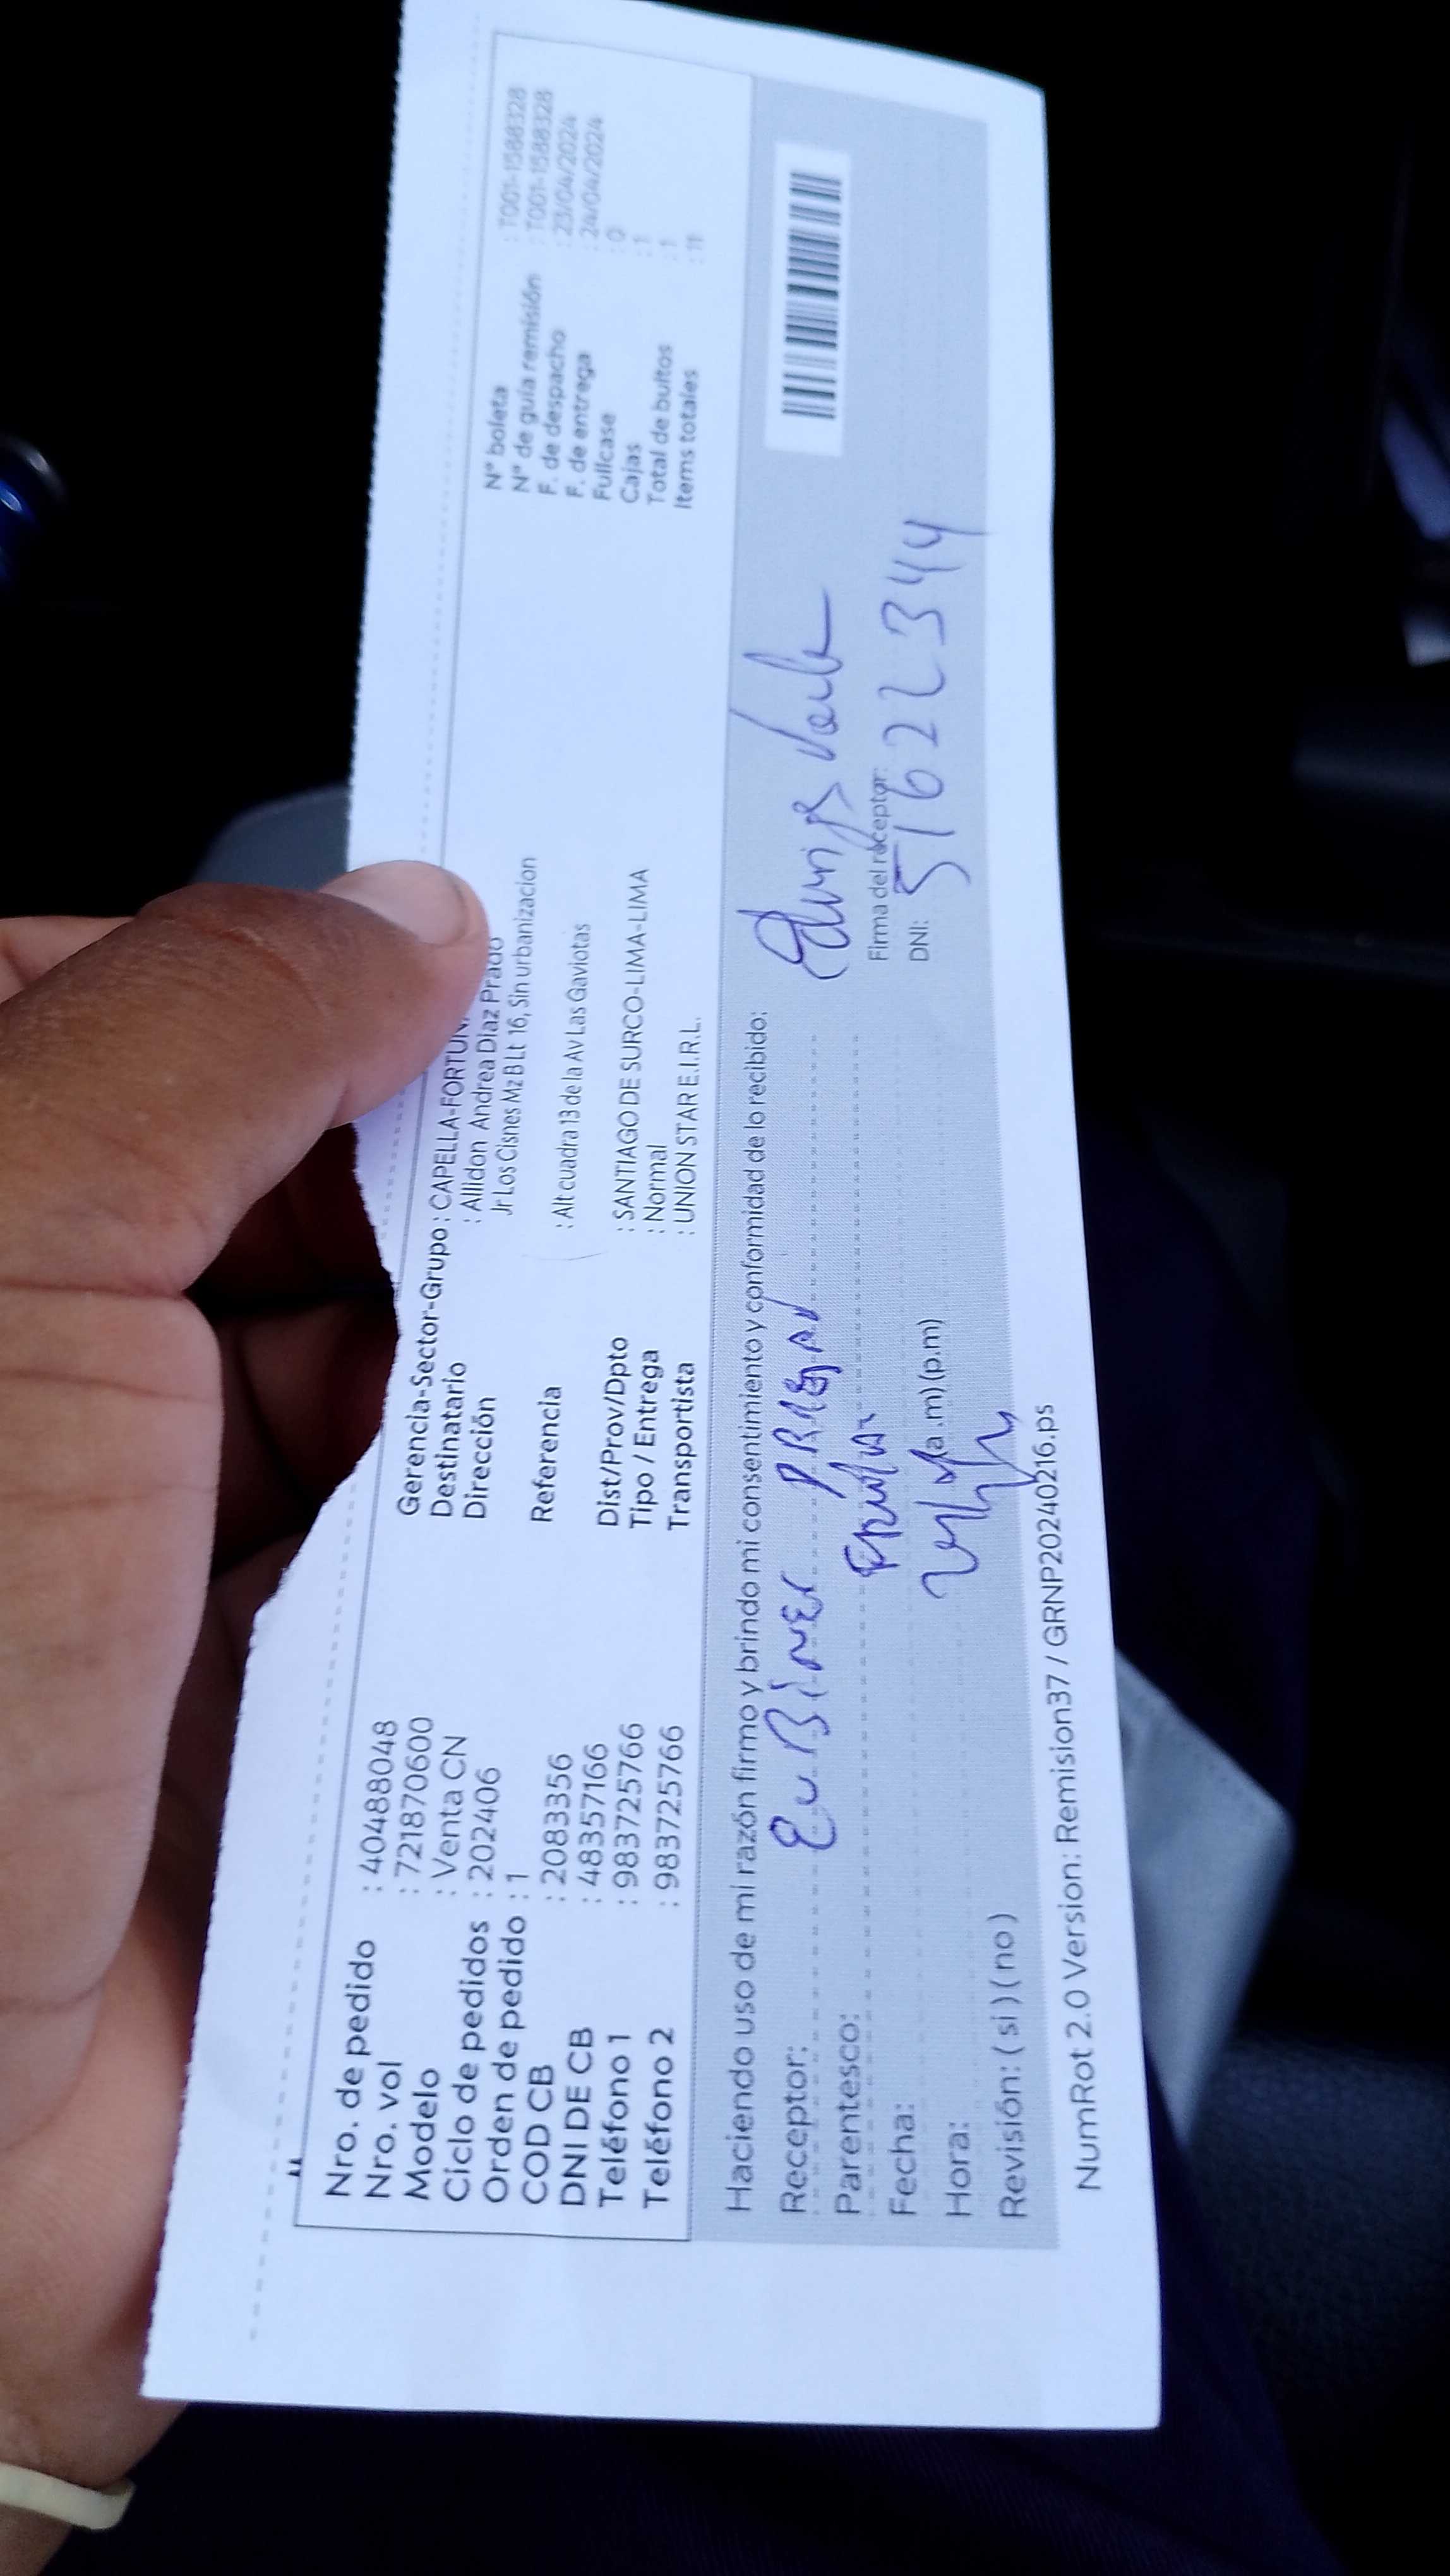 Nro. de pedido : 40488048
Nro. vol : 721870600
Modelo : Venta CN
Ciclo de pedidos : 202406
Orden de pedido : 1
COD CB : 2083356
DNI DE CB : 48357166
Teléfono 1 : 983725766
Teléfono 2 : 983725766
Gerencia-Sector-Grupo : CAPELLA-FORTUN
Destinatario : Allidon Andrea Diaz Prado
Dirección Jr Los Cisnes Mz B Lt 16, Sin urbanizacion
Referencia : Alt cuadra 13 de la Av Las Gaviotas
Dist/Prov/Dpto : SANTIAGO DE SURCO-LIMA-LIMA
Tipo / Entrega : Normal
Transportista : UNION STAR E.I.R.L.
N° boleta : T001-1588328
N° de guía remisión : T001-1588328
F. de despacho : 23/04/2024
F. de entrega : 24/04/2024
Fullcase : 0
Cajas : 1
Total de bultos : 1
Items totales : 11
Haciendo uso de mi razón firmo y brindo mi consentimiento y conformidad de lo recibido:
Receptor:
Parentesco:
Fecha:
Hora: (a.m) (p.m)
Revisión: ( si ) ( no )
Firma del receptor:
DNI: 51622344
NumRot 2.0 Version: Remision37 / GRNP20240216.ps